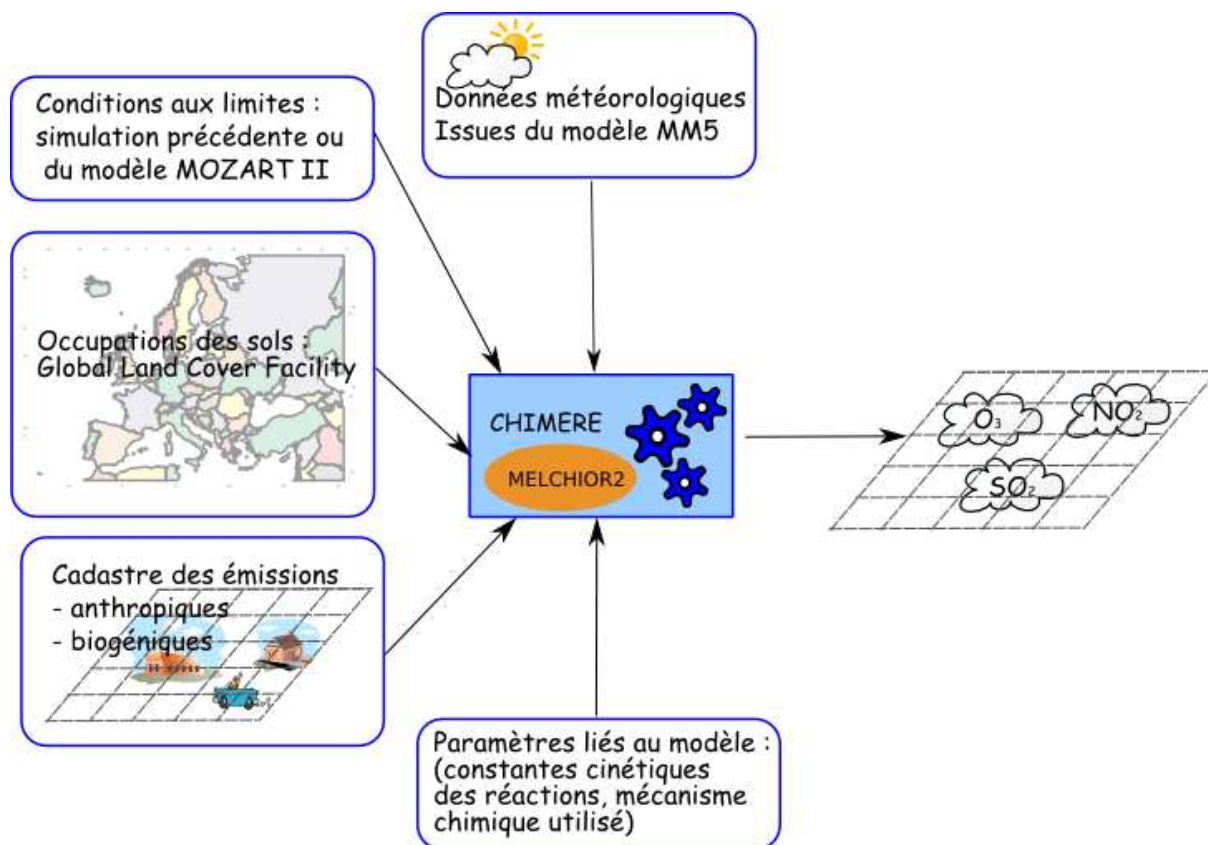 Conditions aux limites :
simulation précédente ou
du modèle MOZART II
Données météorologiques
Issues du modèle MM5
Occupations des sols :
Global Land Cover Facility
CHIMERE
MELCHIOR2
O₃
NO₂
SO₂
Cadastre des émissions
- anthropiques
- biogéniques
Paramètres liés au modèle :
(constantes cinétiques
des réactions, mécanisme
chimique utilisé)